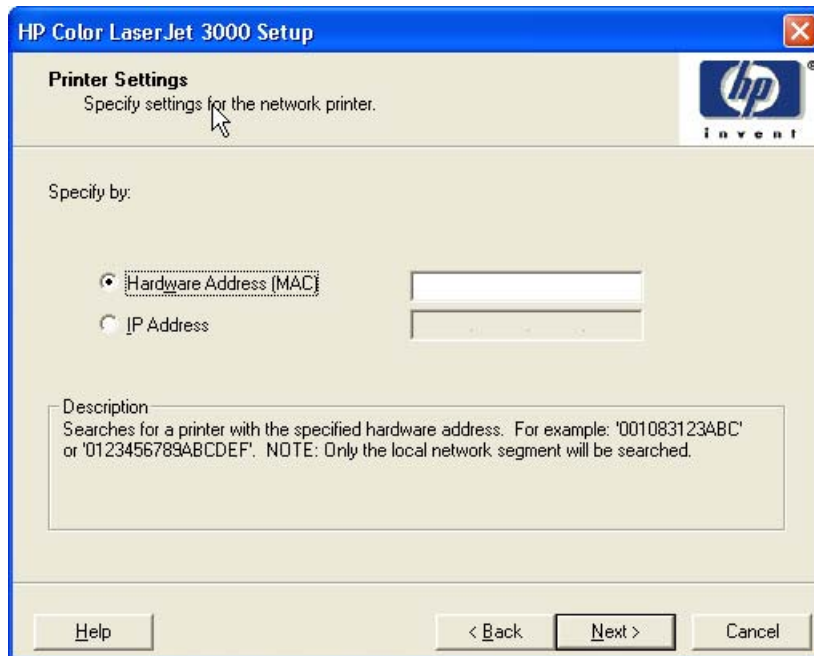 HP Color LaserJet 3000 Setup
Printer Settings
Specify settings for the network printer.
hp
®
invent
Specify by:
Hardware Address (MAC)
IP Address
. . .
Description
Searches for a printer with the specified hardware address. For example: '001083123ABC'
or '0123456789ABCDEF'. NOTE: Only the local network segment will be searched.
Help
< Back
Next >
Cancel